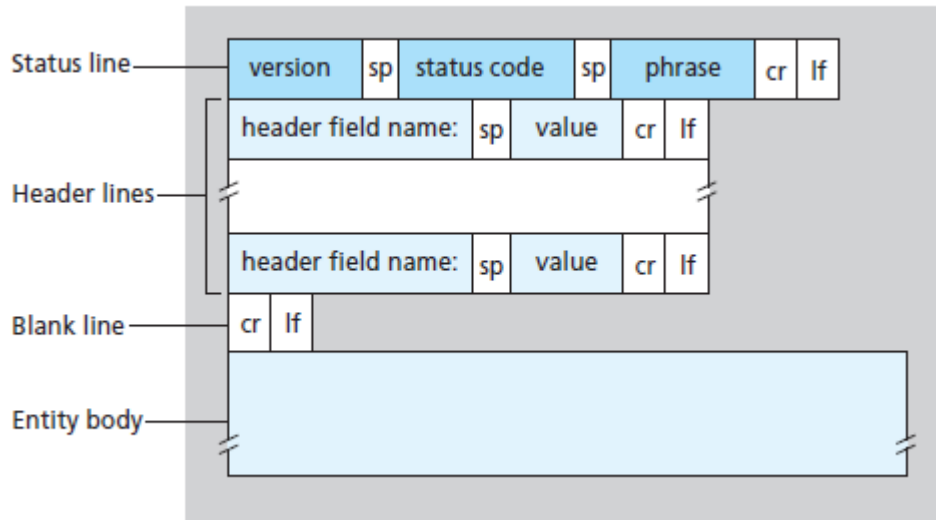 Status line version sp status code sp phrase cr lf
header field name: sp value cr lf
Header lines
header field name: sp value cr lf
Blank line cr lf
Entity body